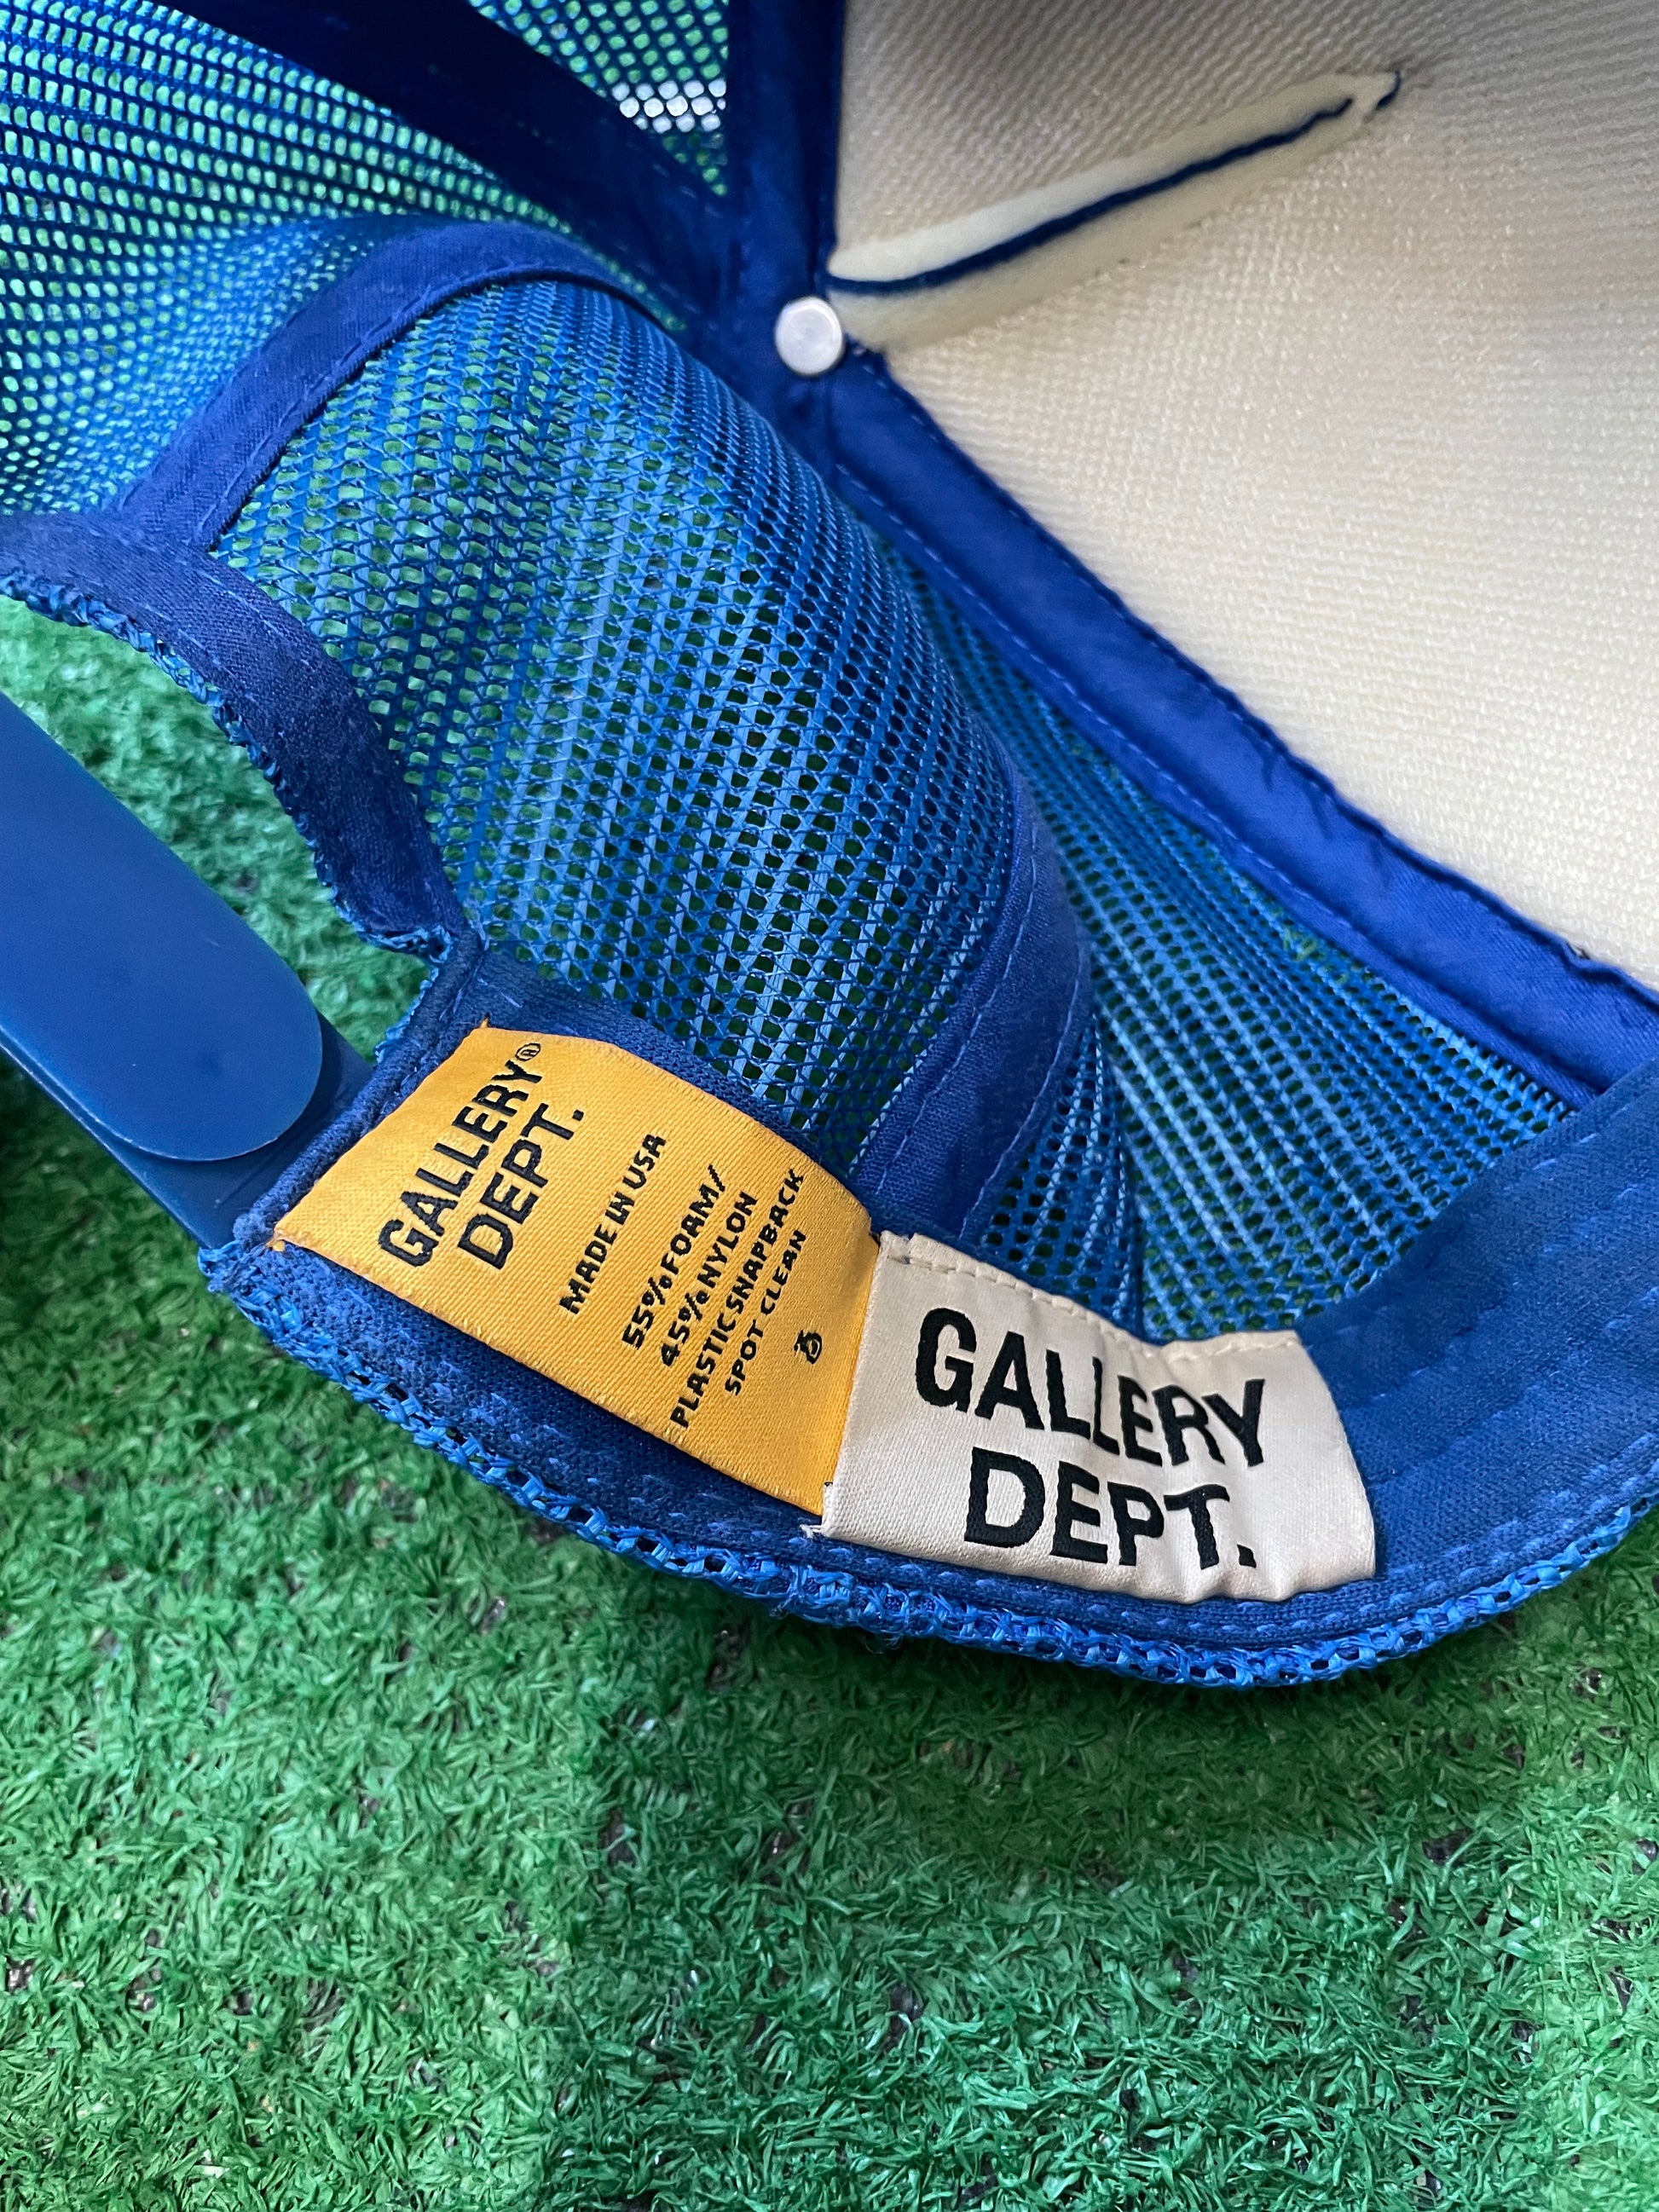 GALLERY®
DEPT.
MADE IN USA
55% FOAM/
45% NYLON
PLASTIC SNAPBACK
SPOT CLEAN
GALLERY
DEPT.